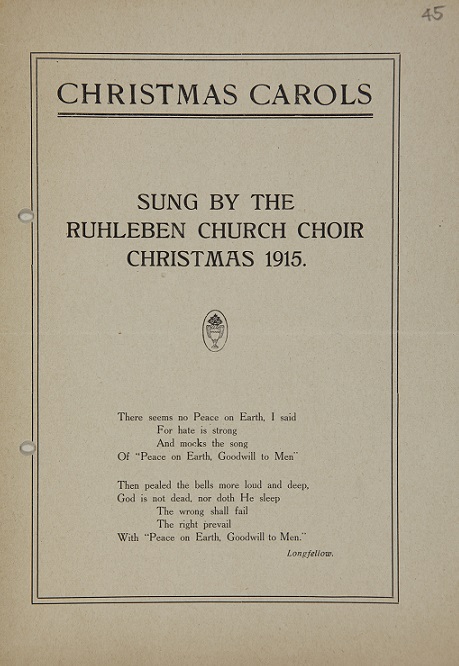 45
CHRISTMAS CAROLS
SUNG BY THE
RUHLEBEN CHURCH CHOIR
CHRISTMAS 1915.
There seems no Peace on Earth, I said
For hate is strong
And mocks the song
Of "Peace on Earth, Goodwill to Men"
Then pealed the bells more loud and deep,
God is not dead, nor doth He sleep
The wrong shall fail
The right prevail
With "Peace on Earth, Goodwill to Men."
Longfellow.